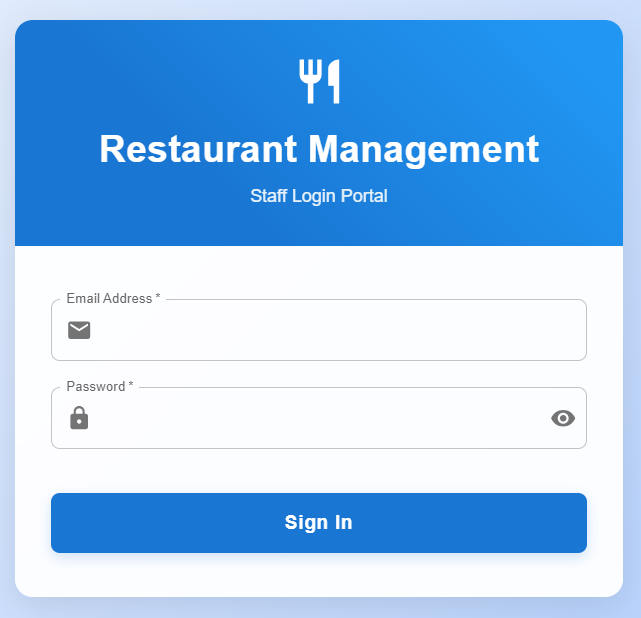 Restaurant Management
Staff Login Portal
Email Address *
Password *
Sign In